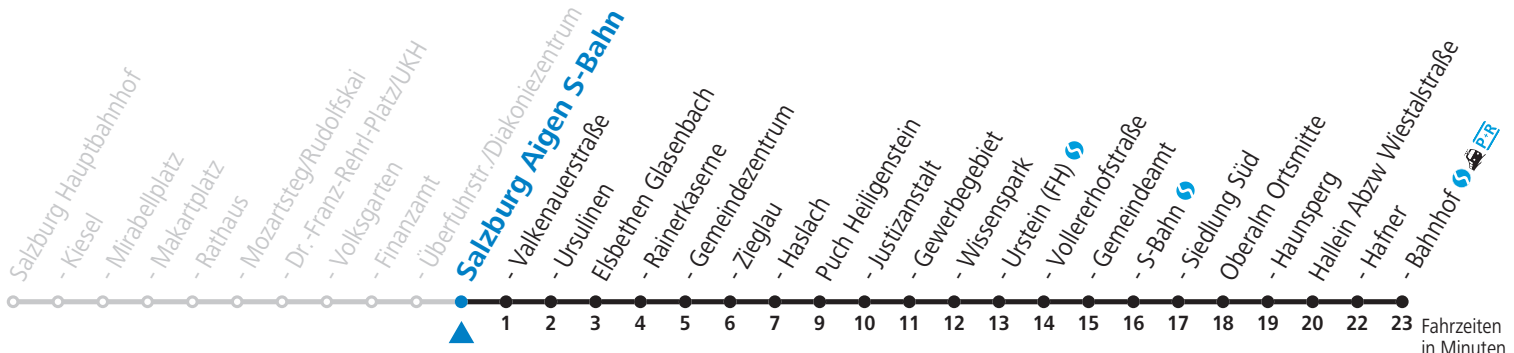 Salzburg Hauptbahnhof
- Kiesel
- Mirabellplatz
- Makartplatz
- Rathaus
- Mozartsteg/Rudolfskai
- Dr.-Franz-Rehrl-Platz/UKH
- Volksgarten
- Finanzamt
- Überfuhrstr./Diakoniezentrum
Salzburg Aigen S-Bahn
- Valkenauerstraße
- Ursulinen
Elsbethen Glasenbach
- Rainerkaserne
- Gemeindezentrum
- Zieglau
- Haslach
Puch Heiligenstein
- Justizanstalt
- Gewerbegebiet
- Wissenspark
- Urstein (FH)
- Vollererhofstraße
- Gemeindeamt
- S-Bahn
- Siedlung Süd
Oberalm Ortsmitte
- Haunsperg
Hallein Abzw Wiestalstraße
- Hafner
- Bahnhof P+R
1 2 3 4 5 6 7 9 10 11 12 13 14 15 16 17 18 19 20 22 23 Fahrzeiten
in Minuten